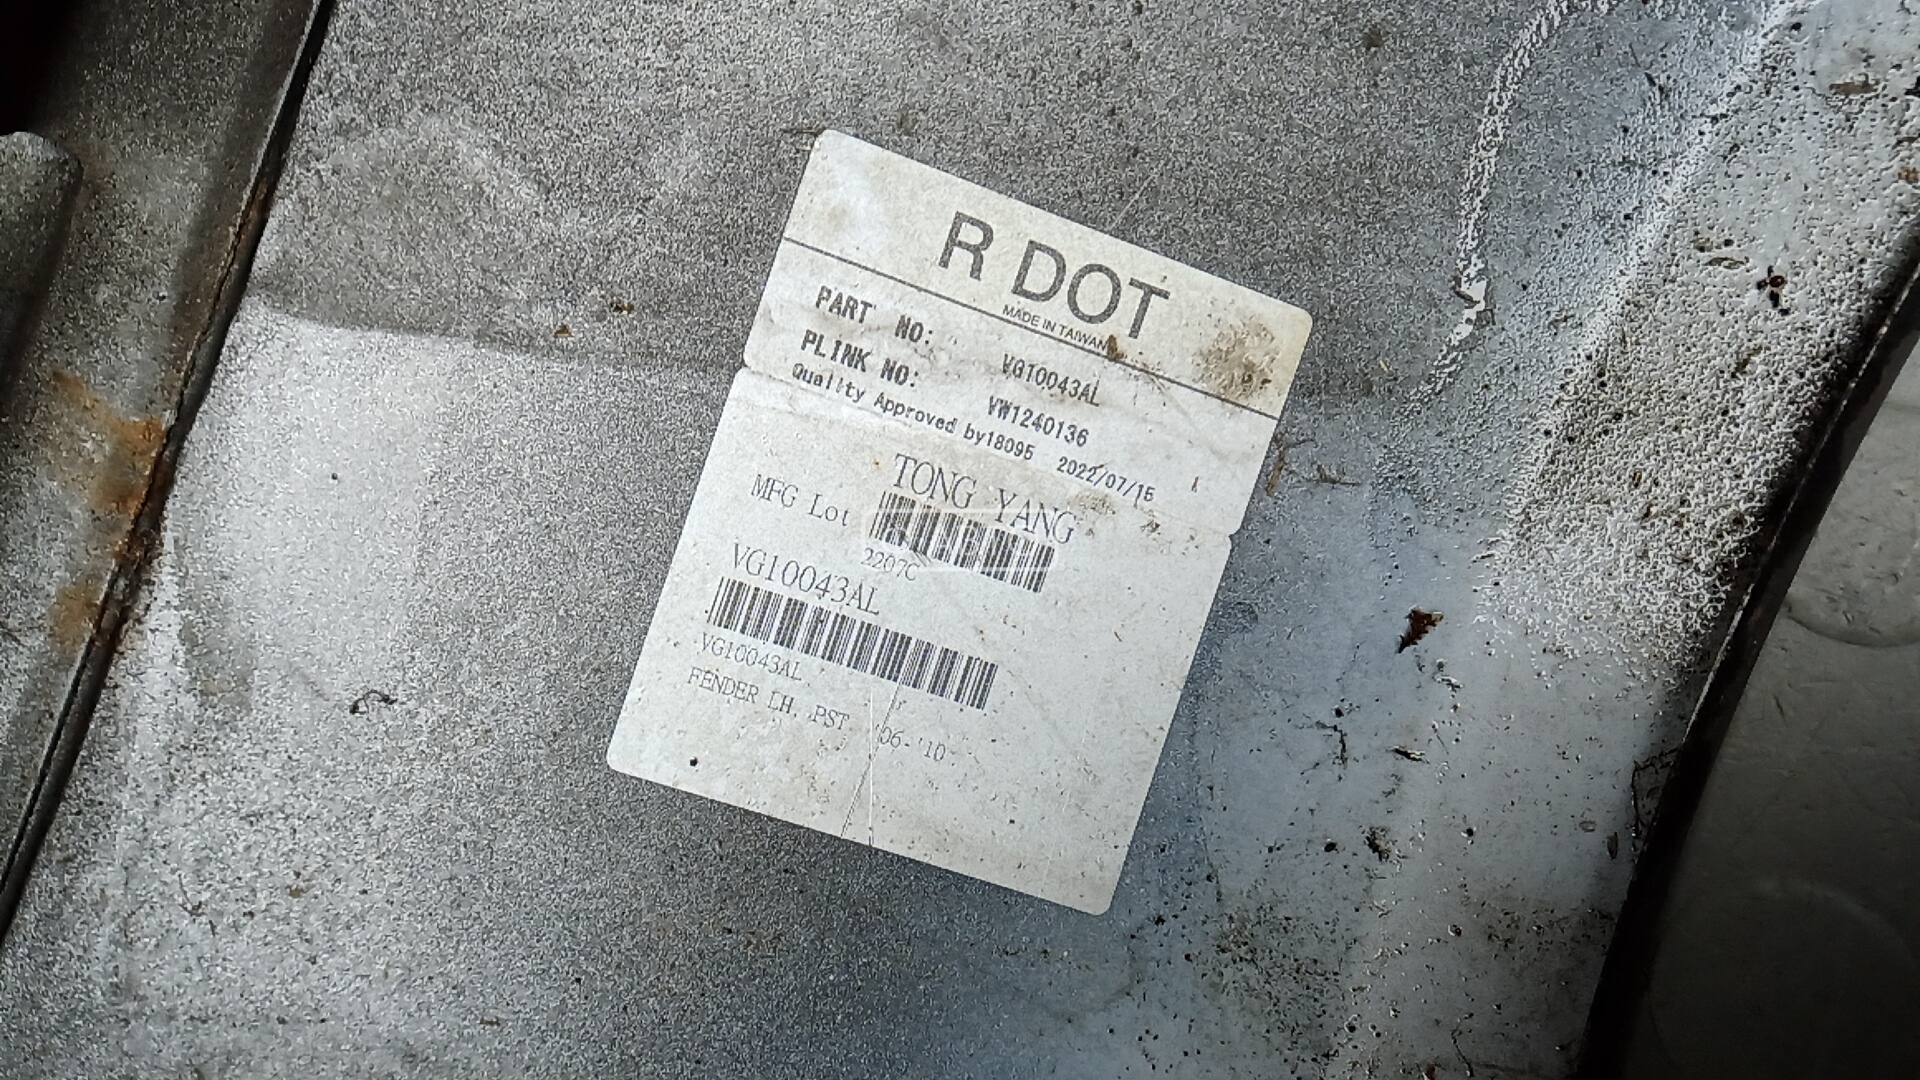 R DOT
MADE IN TAIWAN
PART NO: VG10043AL
PLINK NO: VW1240136
Quality Approved by18095 2022/07/15
TONG YANG
MFG Lot
2207C
VG10043AL
VG10043AL
FENDER LH. PST '06-'10